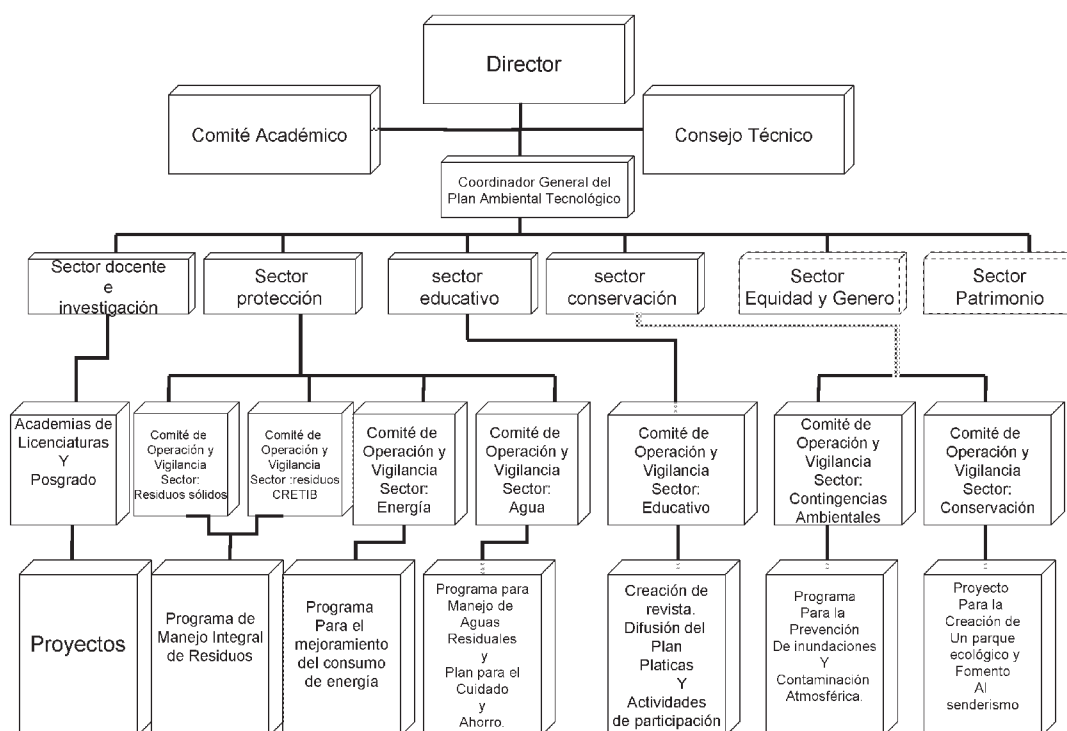 Director
Comité Académico
Consejo Técnico
Coordinador General del
Plan Ambiental Tecnológico
Sector docente
e
investigación
Sector
protección
sector
educativo
sector
conservación
Sector
Equidad y Genero
Sector
Patrimonio
Academias de
Licenciaturas
Y
Posgrado
Comité de
Operación y
Vigilancia
Sector:
Residuos sólidos
Comité de
Operación y
Vigilancia
Sector :residuos
CRETIB
Comité de
Operación y
Vigilancia
Sector:
Energía
Comité de
Operación y
Vigilancia
Sector:
Agua
Comité de
Operación y
Vigilancia
Sector:
Educativo
Comité de
Operación y
Vigilancia
Sector:
Contingencias
Ambientales
Comité de
Operación y
Vigilancia
Sector:
Conservación
Proyectos
Programa de
Manejo Integral
de Residuos
Programa
Para el
mejoramiento
del consumo
de energía
Programa para
Manejo de
Aguas
Residuales
y
Plan para el
Cuidado
y
Ahorro.
Creación de
revista.
Difusión del
Plan
Platicas
Y
Actividades
de participación
Programa
Para la
Prevención
De inundaciones
Y
Contaminación
Atmosférica.
Proyecto
Para la
Creación de
Un parque
ecológico y
Fomento
Al
senderismo